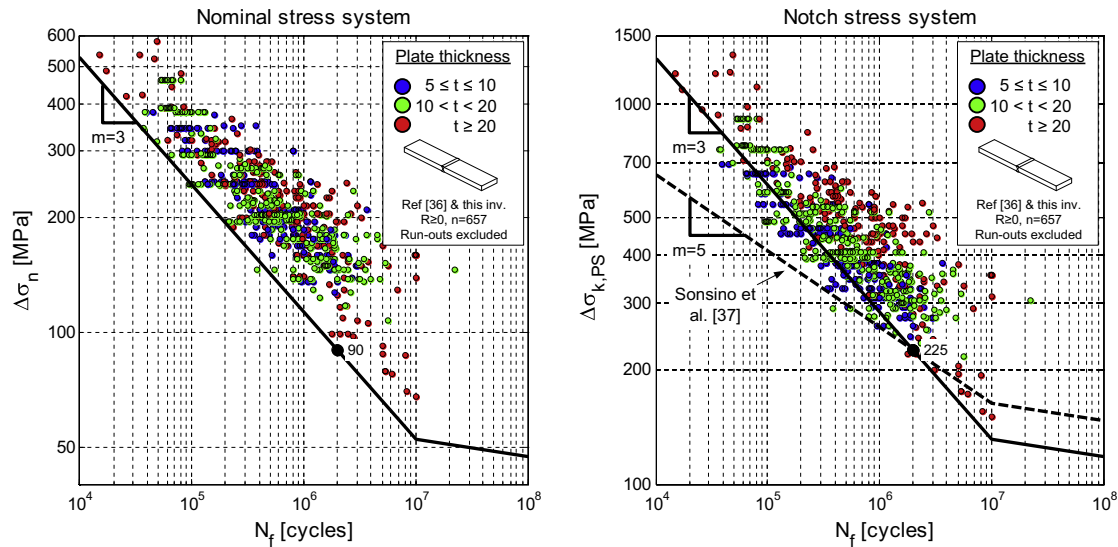 Nominal stress system
600
500
400
300
200
100
50
Δσn [MPa]
m=3
Plate thickness
5 ≤ t ≤ 10
10 < t < 20
t ≥ 20
Ref [36] & this inv.
R≥0, n=657
Run-outs excluded
90
10^4
10^5
10^6
10^7
10^8
Nf [cycles]
Notch stress system
1500
1000
700
500
400
300
200
100
Δσk,PS [MPa]
m=3
m=5
Plate thickness
5 ≤ t ≤ 10
10 < t < 20
t ≥ 20
Ref [36] & this inv.
R≥0, n=657
Run-outs excluded
Sonsino et
al. [37]
225
10^4
10^5
10^6
10^7
10^8
Nf [cycles]